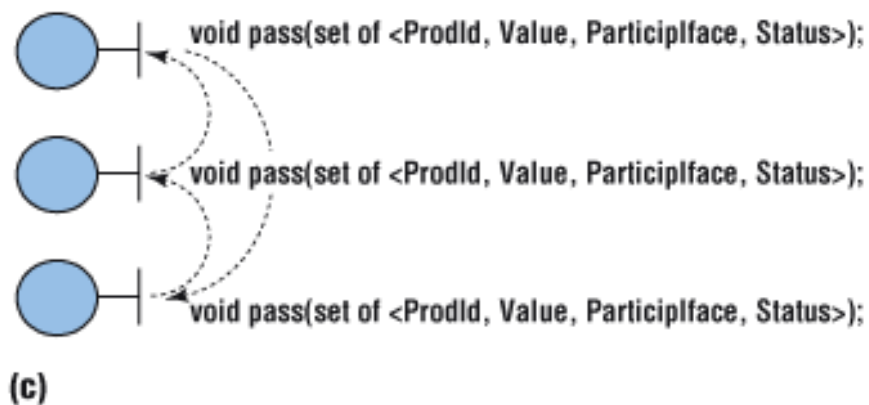 void pass(set of <ProdId, Value, ParticipIface, Status>);
void pass(set of <ProdId, Value, ParticipIface, Status>);
void pass(set of <ProdId, Value, ParticipIface, Status>);
(c)